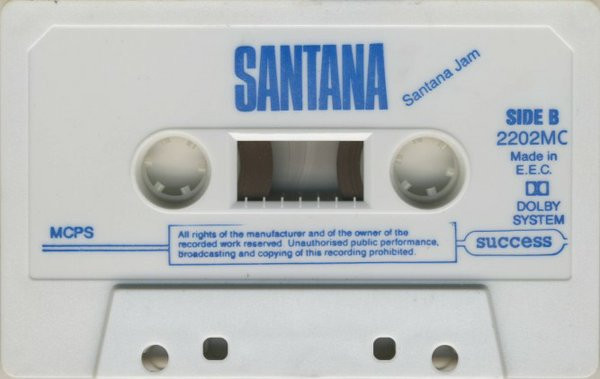 SANTANA
Santana Jam
SIDE B
2202MC
Made in
E.E.C.
DOLBY
SYSTEM
MCPS
All rights of the manufacturer and of the owner of the
recorded work reserved. Unauthorised public performance,
broadcasting and copying of this recording prohibited.
success